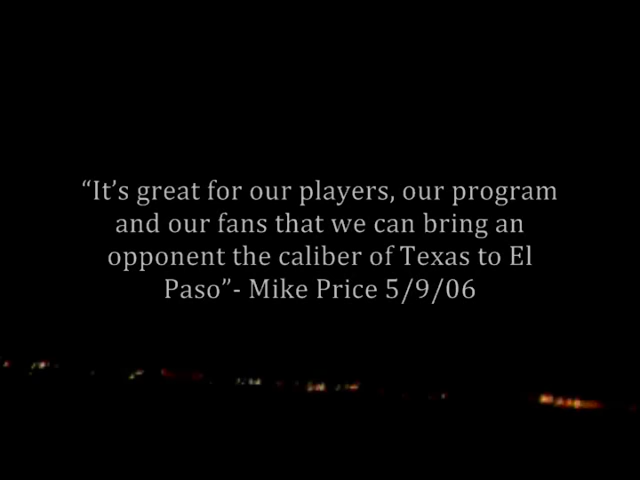 “It’s great for our players, our program
and our fans that we can bring an
opponent the caliber of Texas to El
Paso”- Mike Price 5/9/06